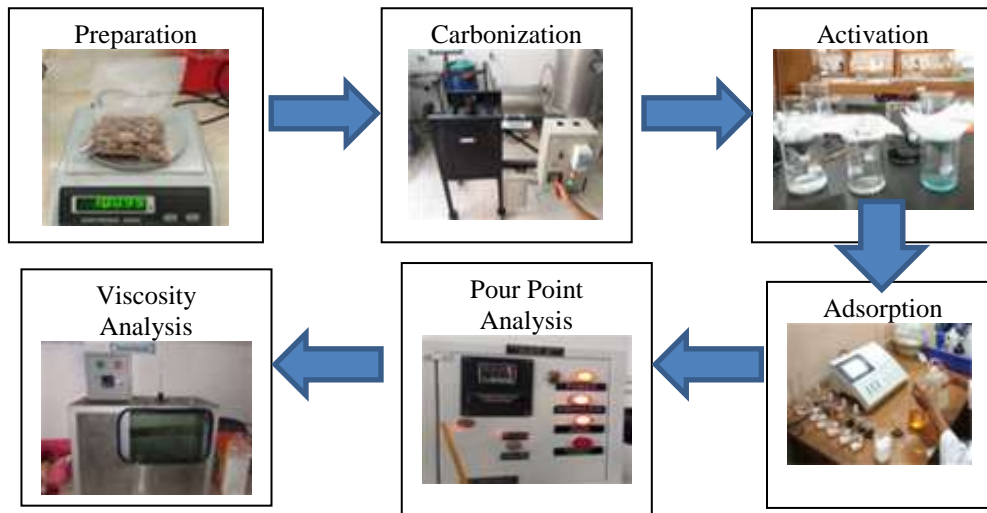 Preparation
Carbonization
Activation
Adsorption
Pour Point
Analysis
Viscosity
Analysis